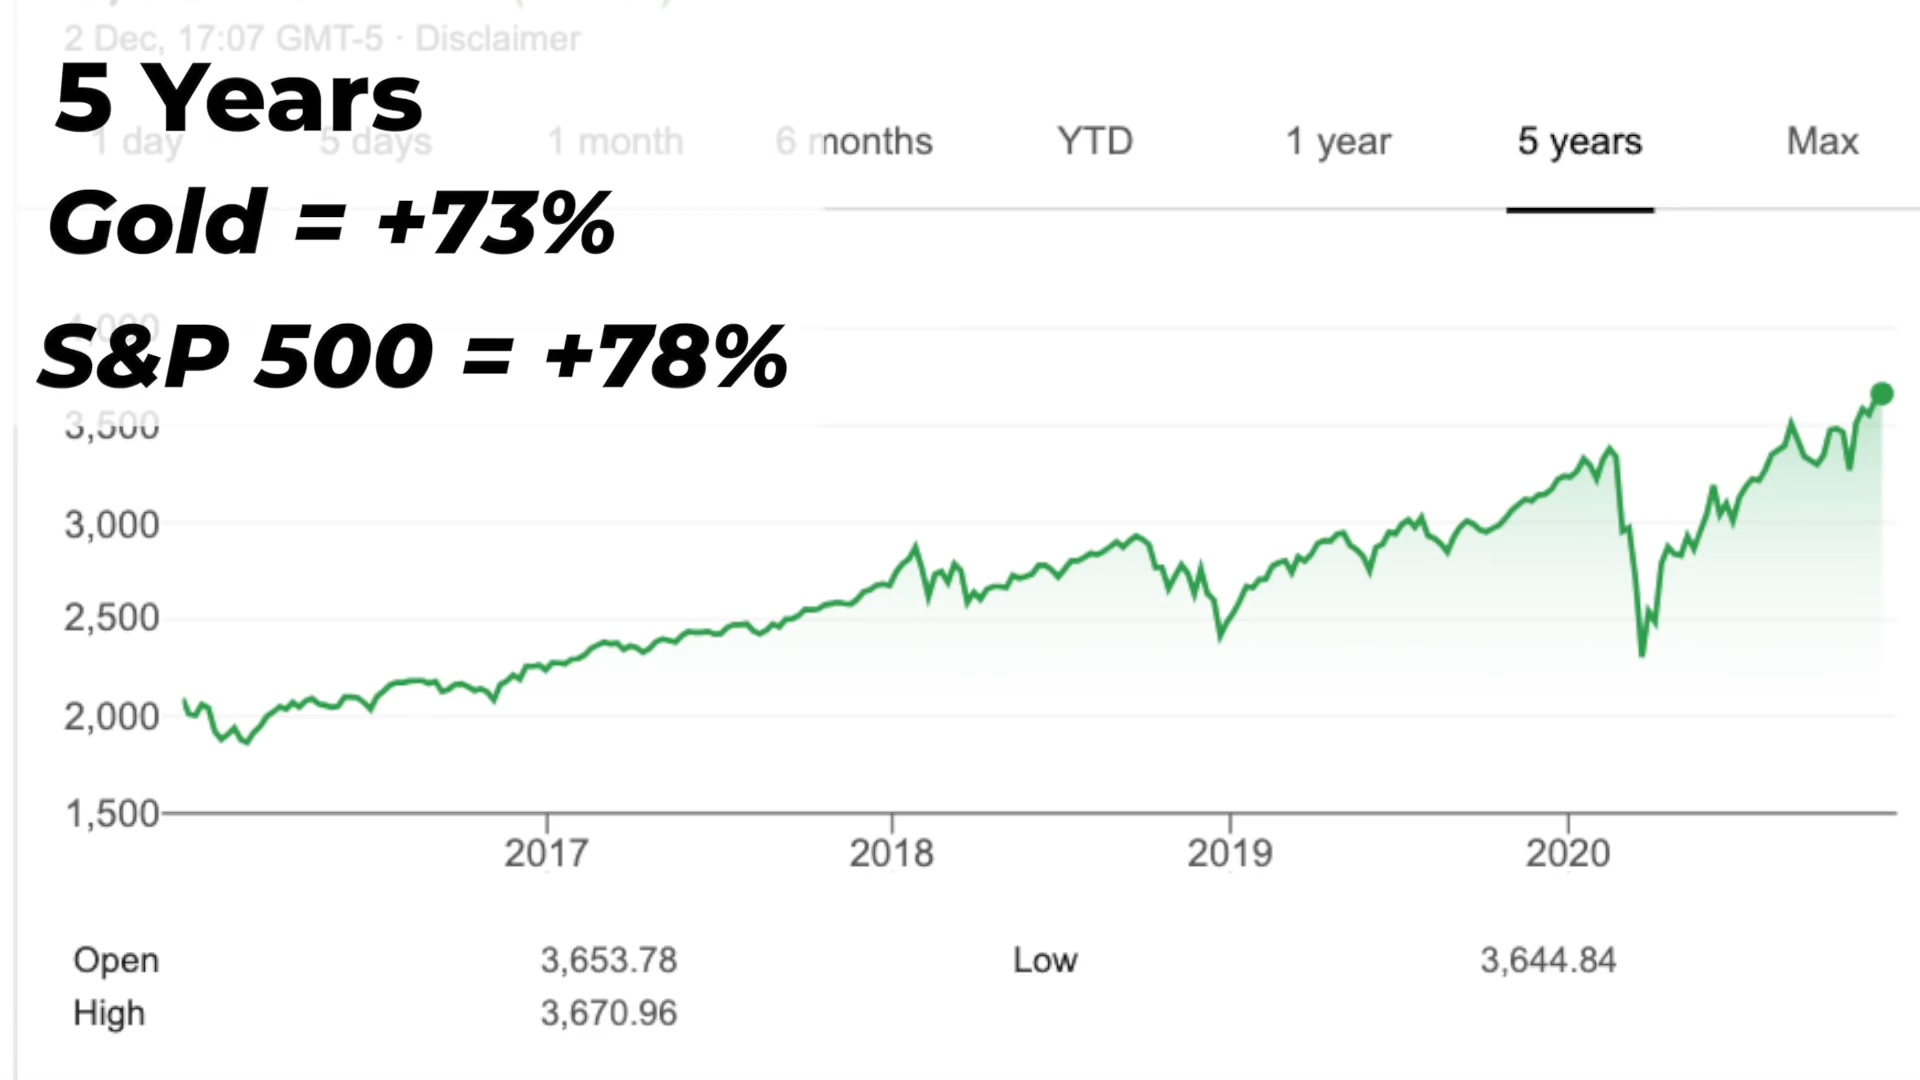 2 Dec, 17:07 GMT-5 · Disclaimer
5 Years
1 day 5 days 1 month 6 months YTD 1 year 5 years Max
Gold = +73%
4,000
S&P 500 = +78%
3,500
3,000
2,500
2,000
1,500
2017 2018 2019 2020
Open 3,653.78 Low 3,644.84
High 3,670.96